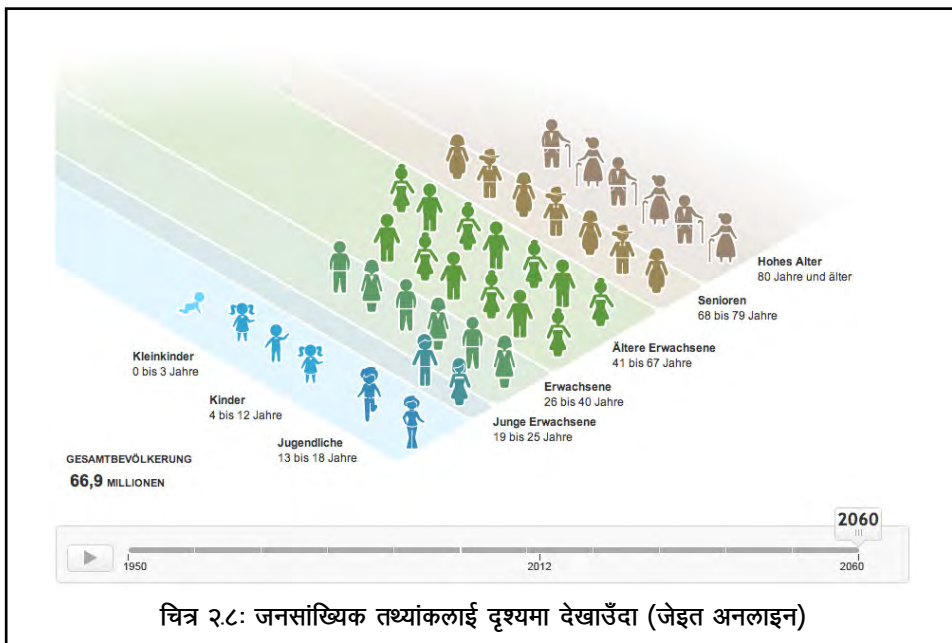 Hohes Alter
80 Jahre und älter
Senioren
68 bis 79 Jahre
Ältere Erwachsene
41 bis 67 Jahre
Erwachsene
26 bis 40 Jahre
Junge Erwachsene
19 bis 25 Jahre
Kleinkinder
0 bis 3 Jahre
Kinder
4 bis 12 Jahre
Jugendliche
13 bis 18 Jahre
GESAMTBEVÖLKERUNG
66,9 MILLIONEN
2060
1950
2012
2060
चित्र २.८: जनसांख्यिक तथ्यांकलाई दृश्यमा देखाउँदा (जेइत अनलाइन)